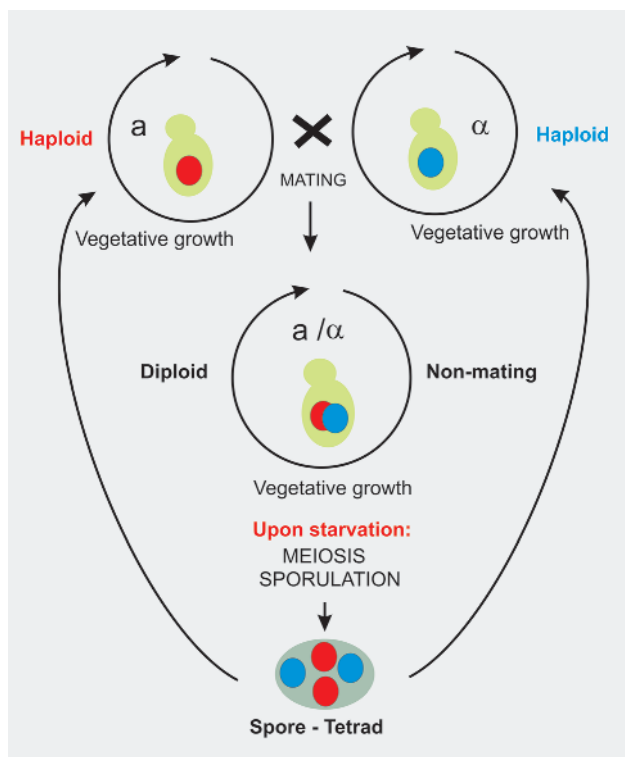 a
α
Haploid
Haploid
MATING
Vegetative growth
Vegetative growth
a /α
Diploid
Non-mating
Vegetative growth
Upon starvation:
MEIOSIS
SPORULATION
Spore - Tetrad